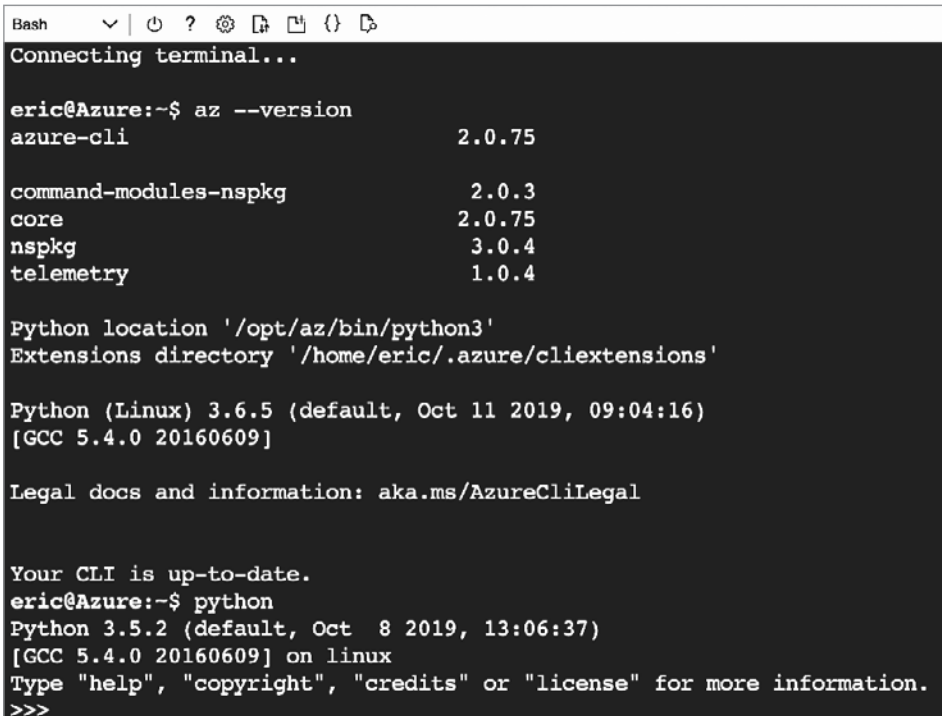 Bash
Connecting terminal...
eric@Azure:~$ az --version
azure-cli                         2.0.75
command-modules-nspkg              2.0.3
core                              2.0.75
nspkg                              3.0.4
telemetry                          1.0.4
Python location '/opt/az/bin/python3'
Extensions directory '/home/eric/.azure/cliextensions'
Python (Linux) 3.6.5 (default, Oct 11 2019, 09:04:16)
[GCC 5.4.0 20160609]
Legal docs and information: aka.ms/AzureCliLegal
Your CLI is up-to-date.
eric@Azure:~$ python
Python 3.5.2 (default, Oct  8 2019, 13:06:37)
[GCC 5.4.0 20160609] on linux
Type "help", "copyright", "credits" or "license" for more information.
>>>